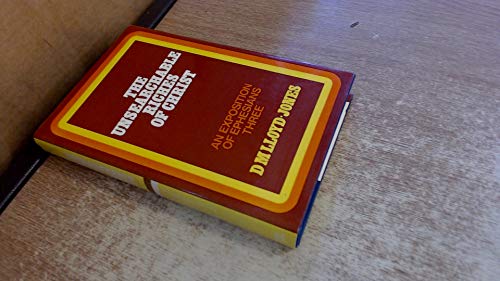 THE
UNSEARCHABLE
RICHES
OF CHRIST
AN EXPOSITION
OF EPHESIANS
THREE
D M LLOYD-JONES